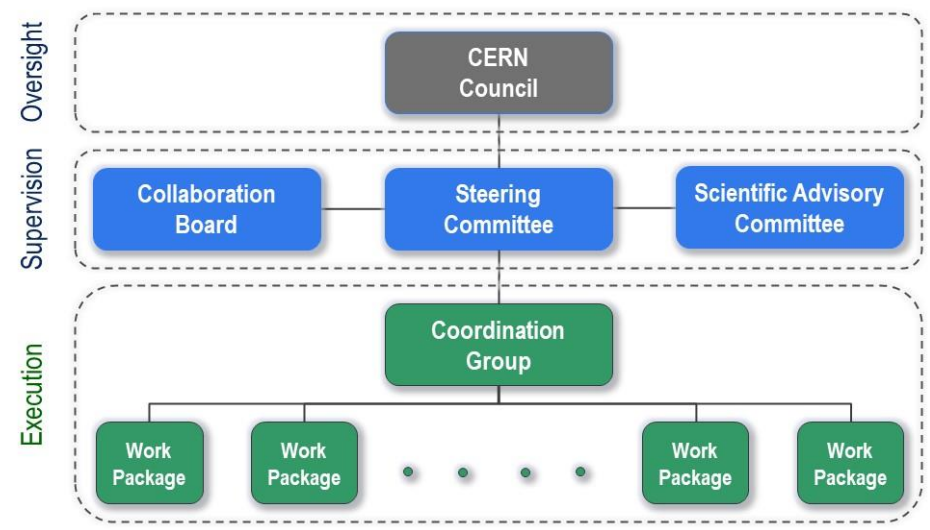 Oversight
CERN
Council
Supervision
Collaboration
Board
Steering
Committee
Scientific Advisory
Committee
Execution
Coordination
Group
Work
Package
Work
Package
Work
Package
Work
Package